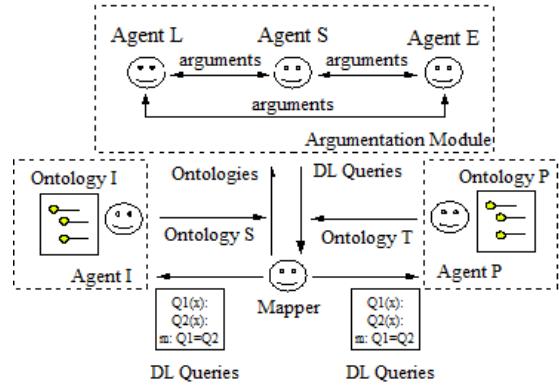 Agent L
Agent S
Agent E
arguments
arguments
arguments
Argumentation Module
Ontology I
Ontologies
DL Queries
Ontology P
Ontology S
Ontology T
Agent I
Agent P
Mapper
Q1(x):
Q2(x):
m: Q1=Q2
Q1(x):
Q2(x):
m: Q1=Q2
DL Queries
DL Queries